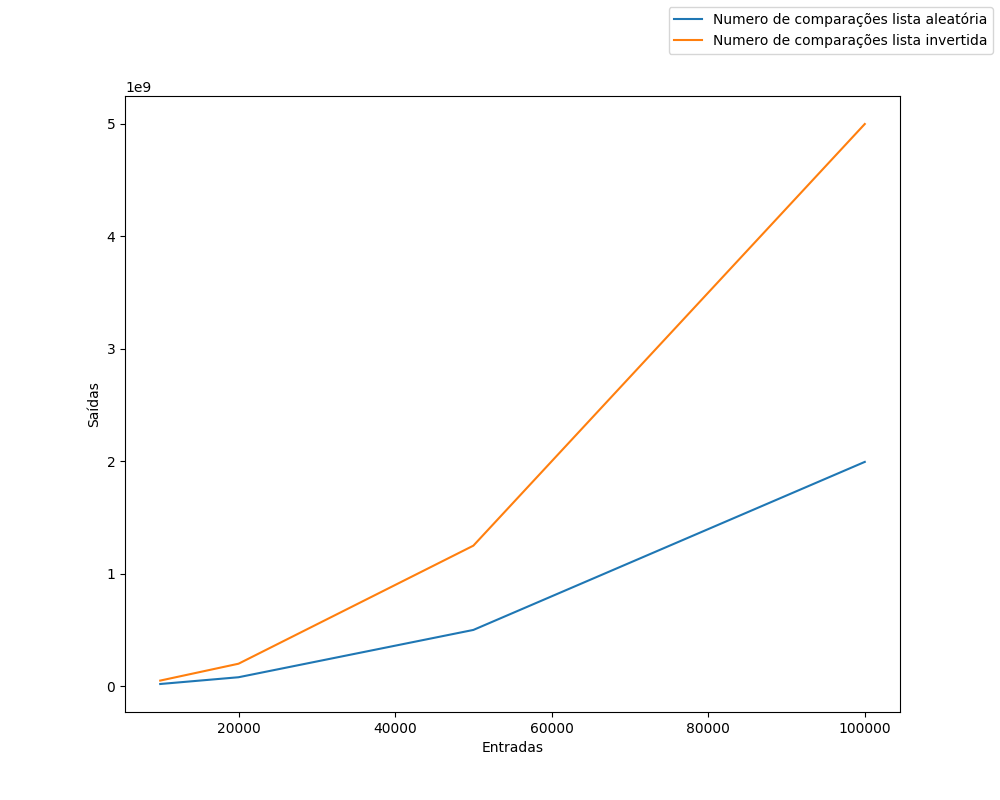 Numero de comparações lista aleatória
Numero de comparações lista invertida
1e9
5
4
3
2
1
0
Saídas
20000 40000 60000 80000 100000
Entradas